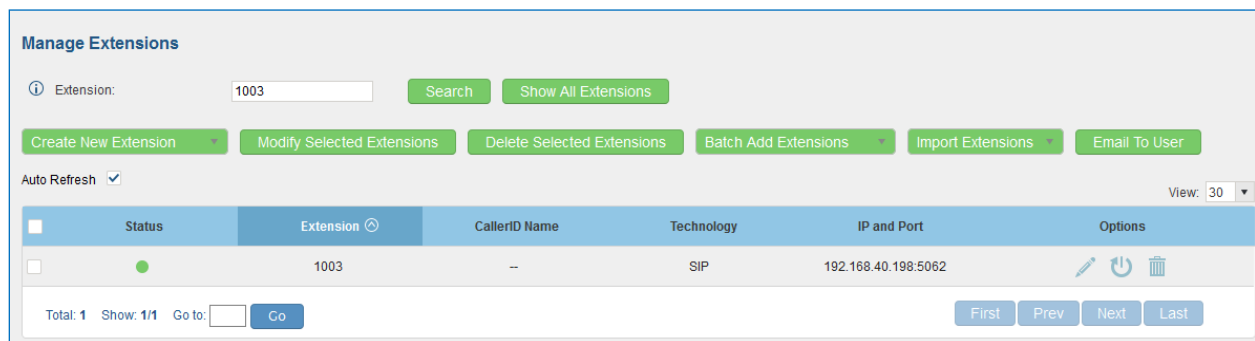 Manage Extensions
Extension: 1003 Search Show All Extensions
Create New Extension Modify Selected Extensions Delete Selected Extensions Batch Add Extensions Import Extensions Email To User
Auto Refresh
View: 30
Status Extension CallerID Name Technology IP and Port Options
1003 -- SIP 192.168.40.198:5062
Total: 1 Show: 1/1 Go to: Go First Prev Next Last